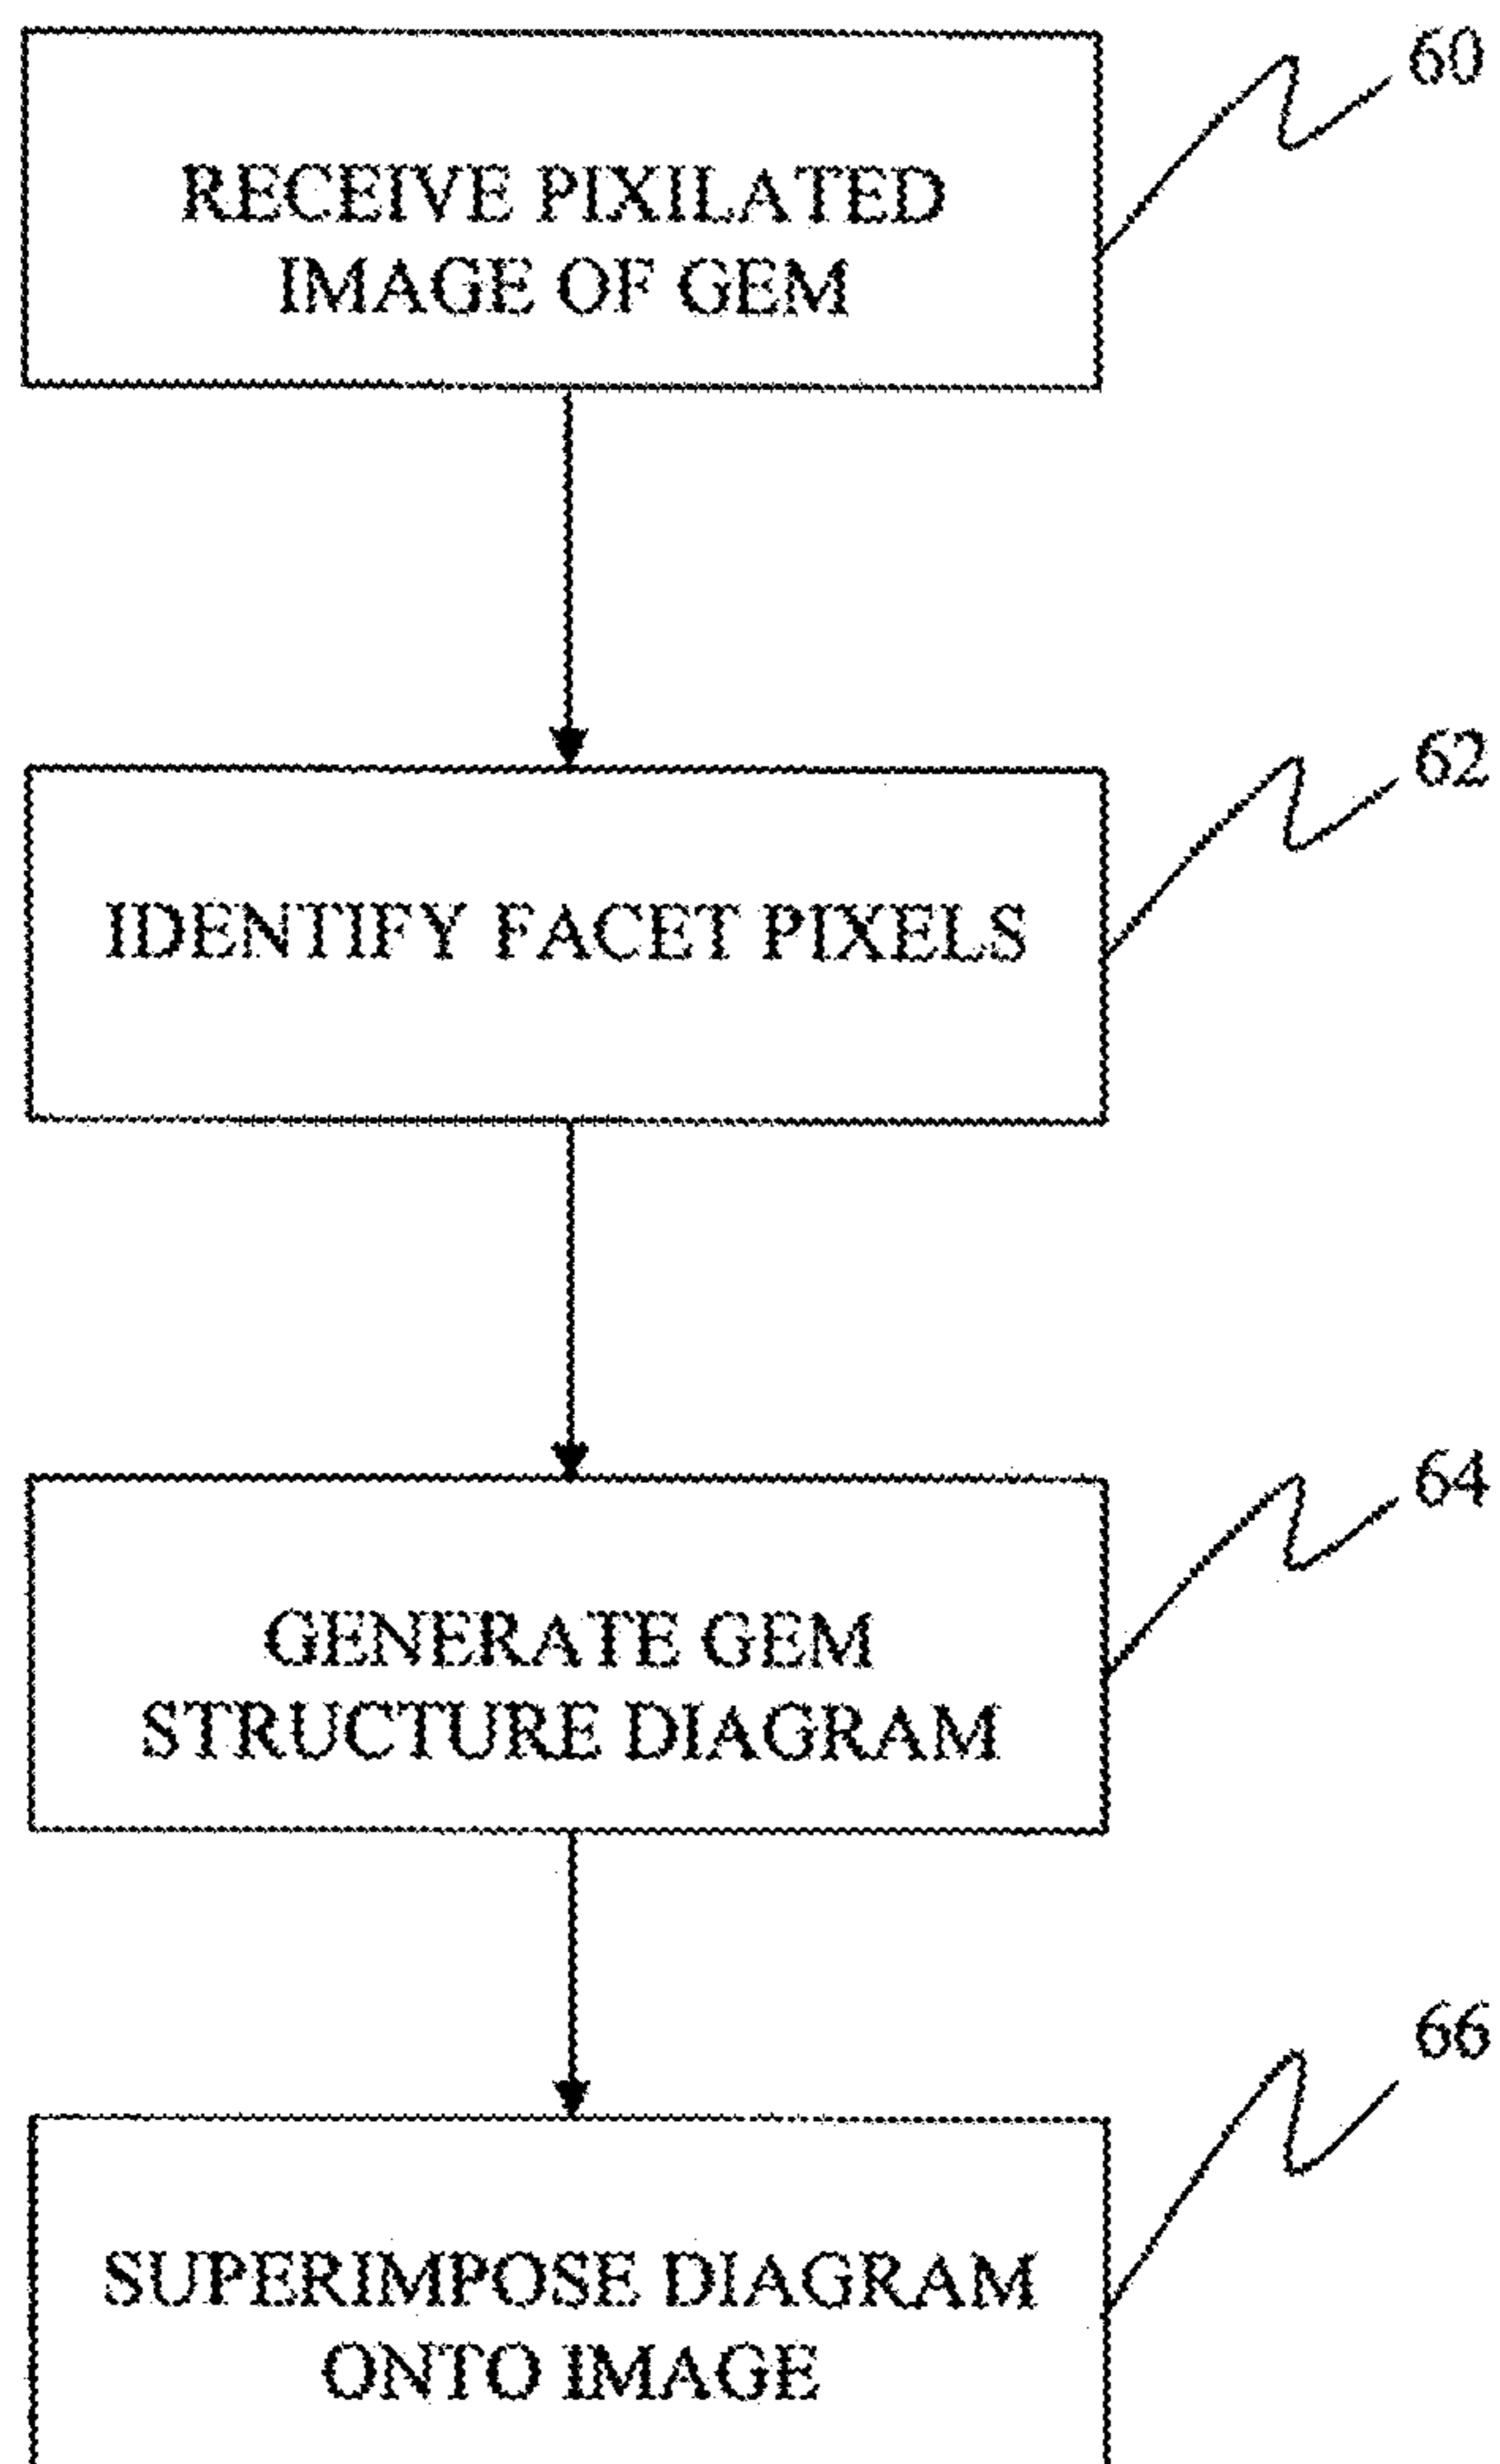 60
RECEIVE PIXILATED
IMAGE OF GEM
62
IDENTIFY FACET PIXELS
64
GENERATE GEM
STRUCTURE DIAGRAM
66
SUPERIMPOSE DIAGRAM
ONTO IMAGE